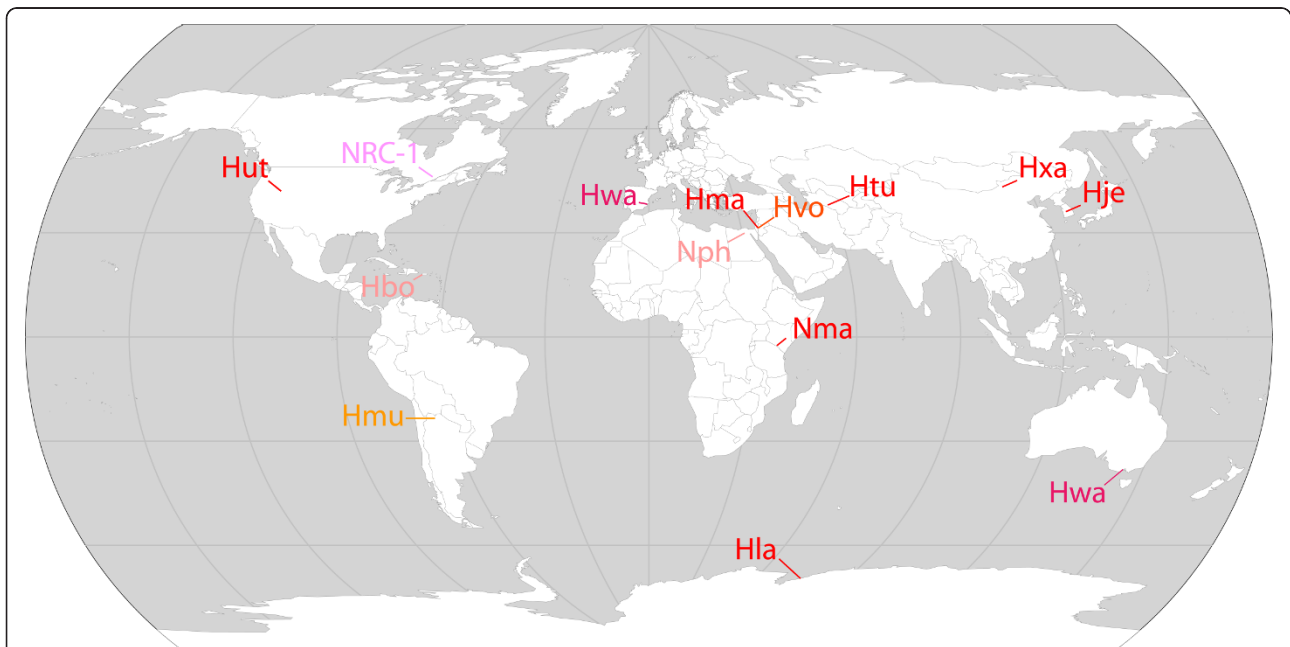 NRC-1
Hut
Hxa
Htu
Hje
Hwa
Hma
Hvo
Nph
Hbo
Nma
Hmu
Hwa
Hla